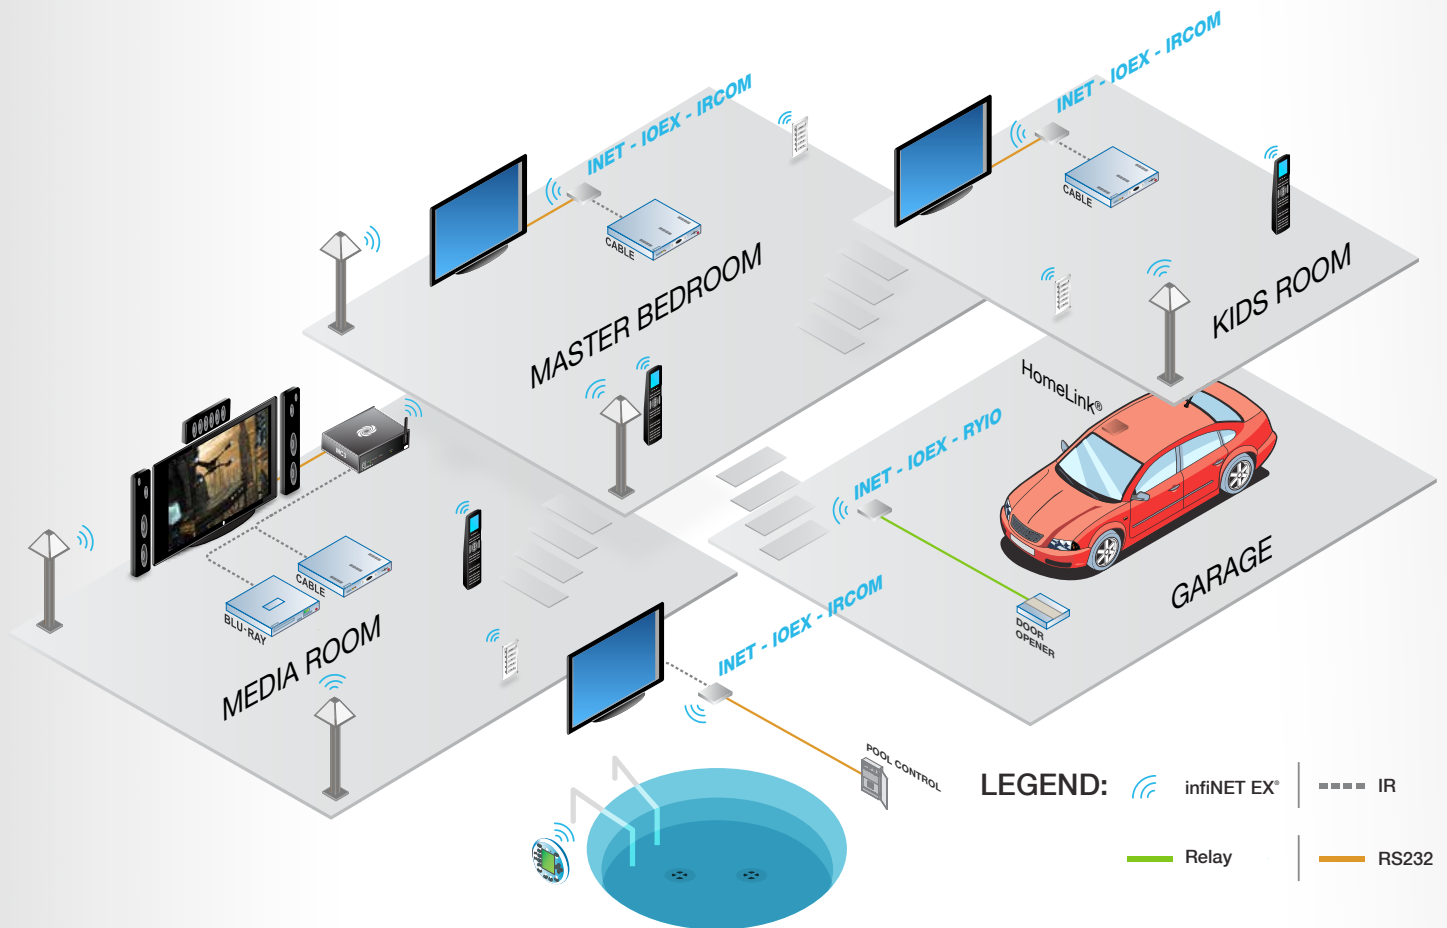 INET - IOEX - IRCOM
INET - IOEX - IRCOM
CABLE
CABLE
MASTER BEDROOM
KIDS ROOM
HomeLink®
MC3
INET - IOEX - RYIO
GARAGE
CABLE
BLU-RAY
MEDIA ROOM
DOOR
OPENER
INET - IOEX - IRCOM
POOL CONTROL
LEGEND:
infiNET EX®
IR
Relay
RS232